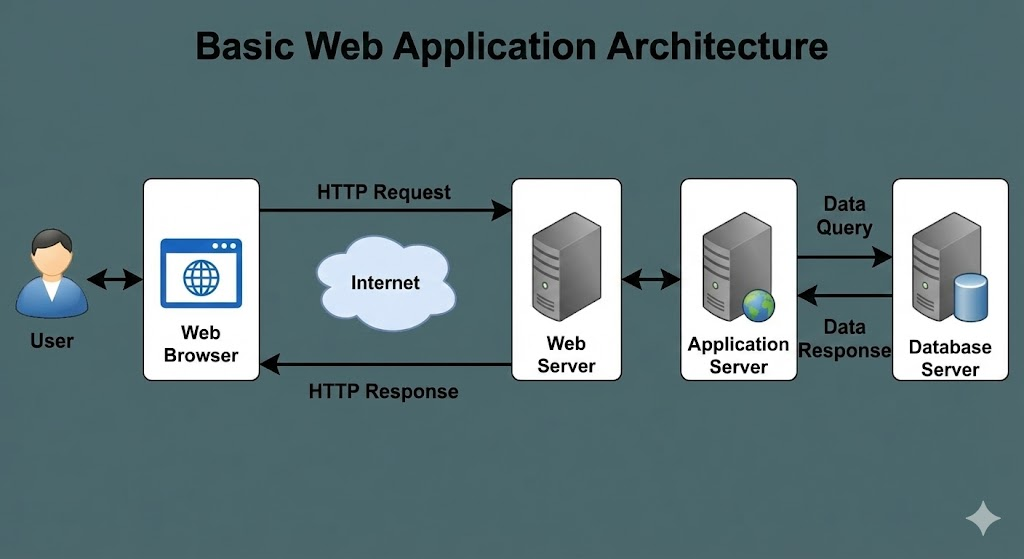 Basic Web Application Architecture
User
Web
Browser
HTTP Request
Internet
HTTP Response
Web
Server
Application
Server
Data
Query
Data
Response
Database
Server